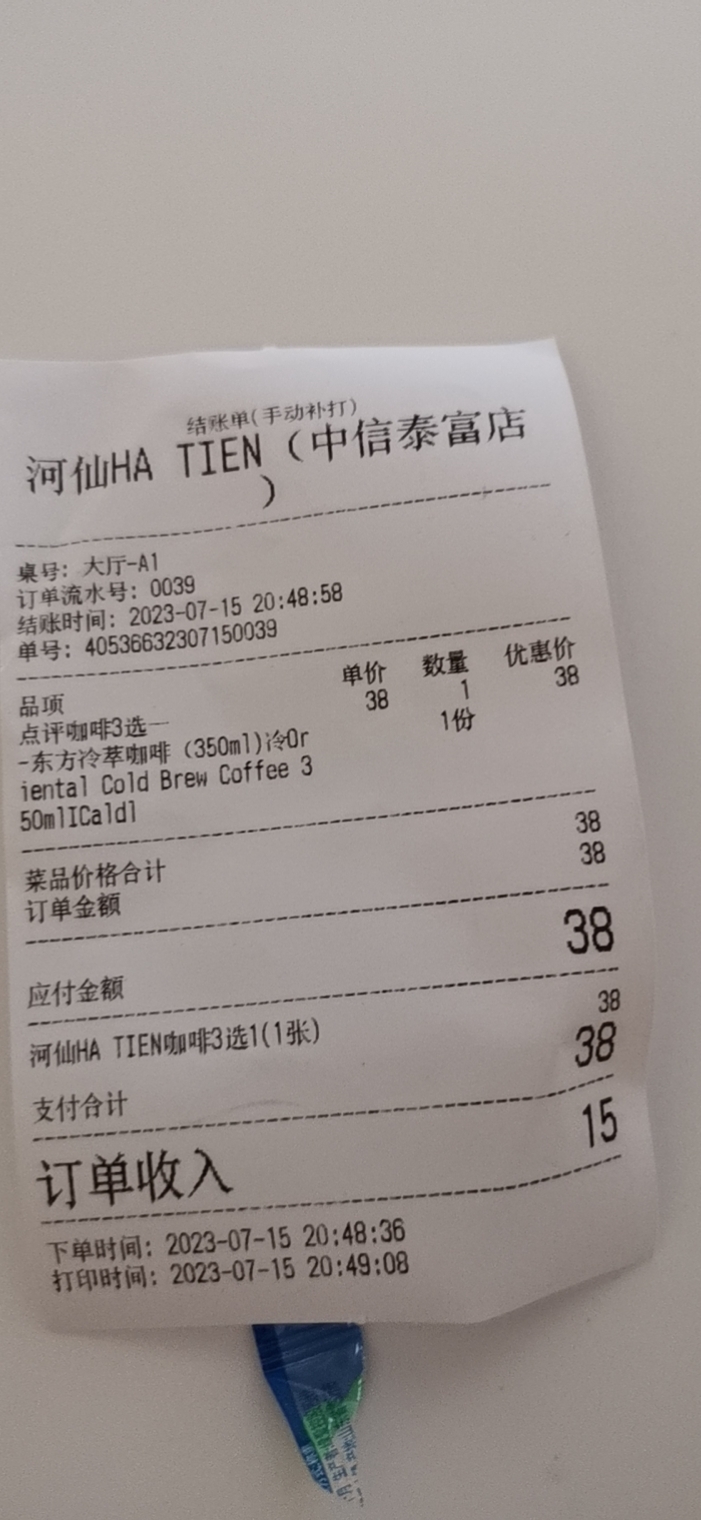 结账单(手动补打)
河仙HA TIEN（中信泰富店
）
桌号: 大厅-A1
订单流水号: 0039
结账时间: 2023-07-15 20:48:58
单号: 40536632307150039
品项 单价 数量 优惠价
点评咖啡3选一 38 1 38
-东方冷萃咖啡（350ml)冷Or 1份
iental Cold Brew Coffee 3
50mlICaldl
菜品价格合计 38
订单金额 38
应付金额 38
河仙HA TIEN咖啡3选1(1张) 38
支付合计 38
订单收入 15
下单时间: 2023-07-15 20:48:36
打印时间: 2023-07-15 20:49:08